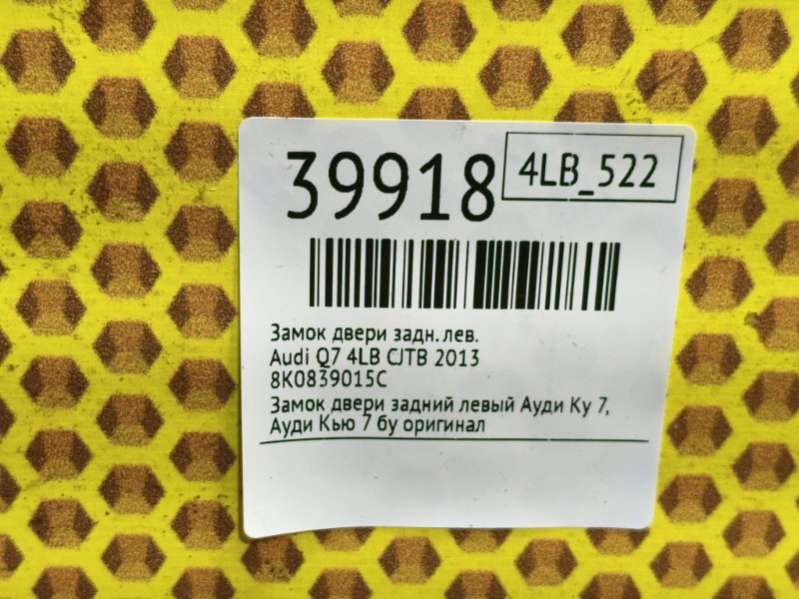 39918
4LB_522
Замок двери задн.лев.
Audi Q7 4LB CJTB 2013
8K0839015C
Замок двери задний левый Ауди Ку 7,
Ауди Кью 7 бу оригинал